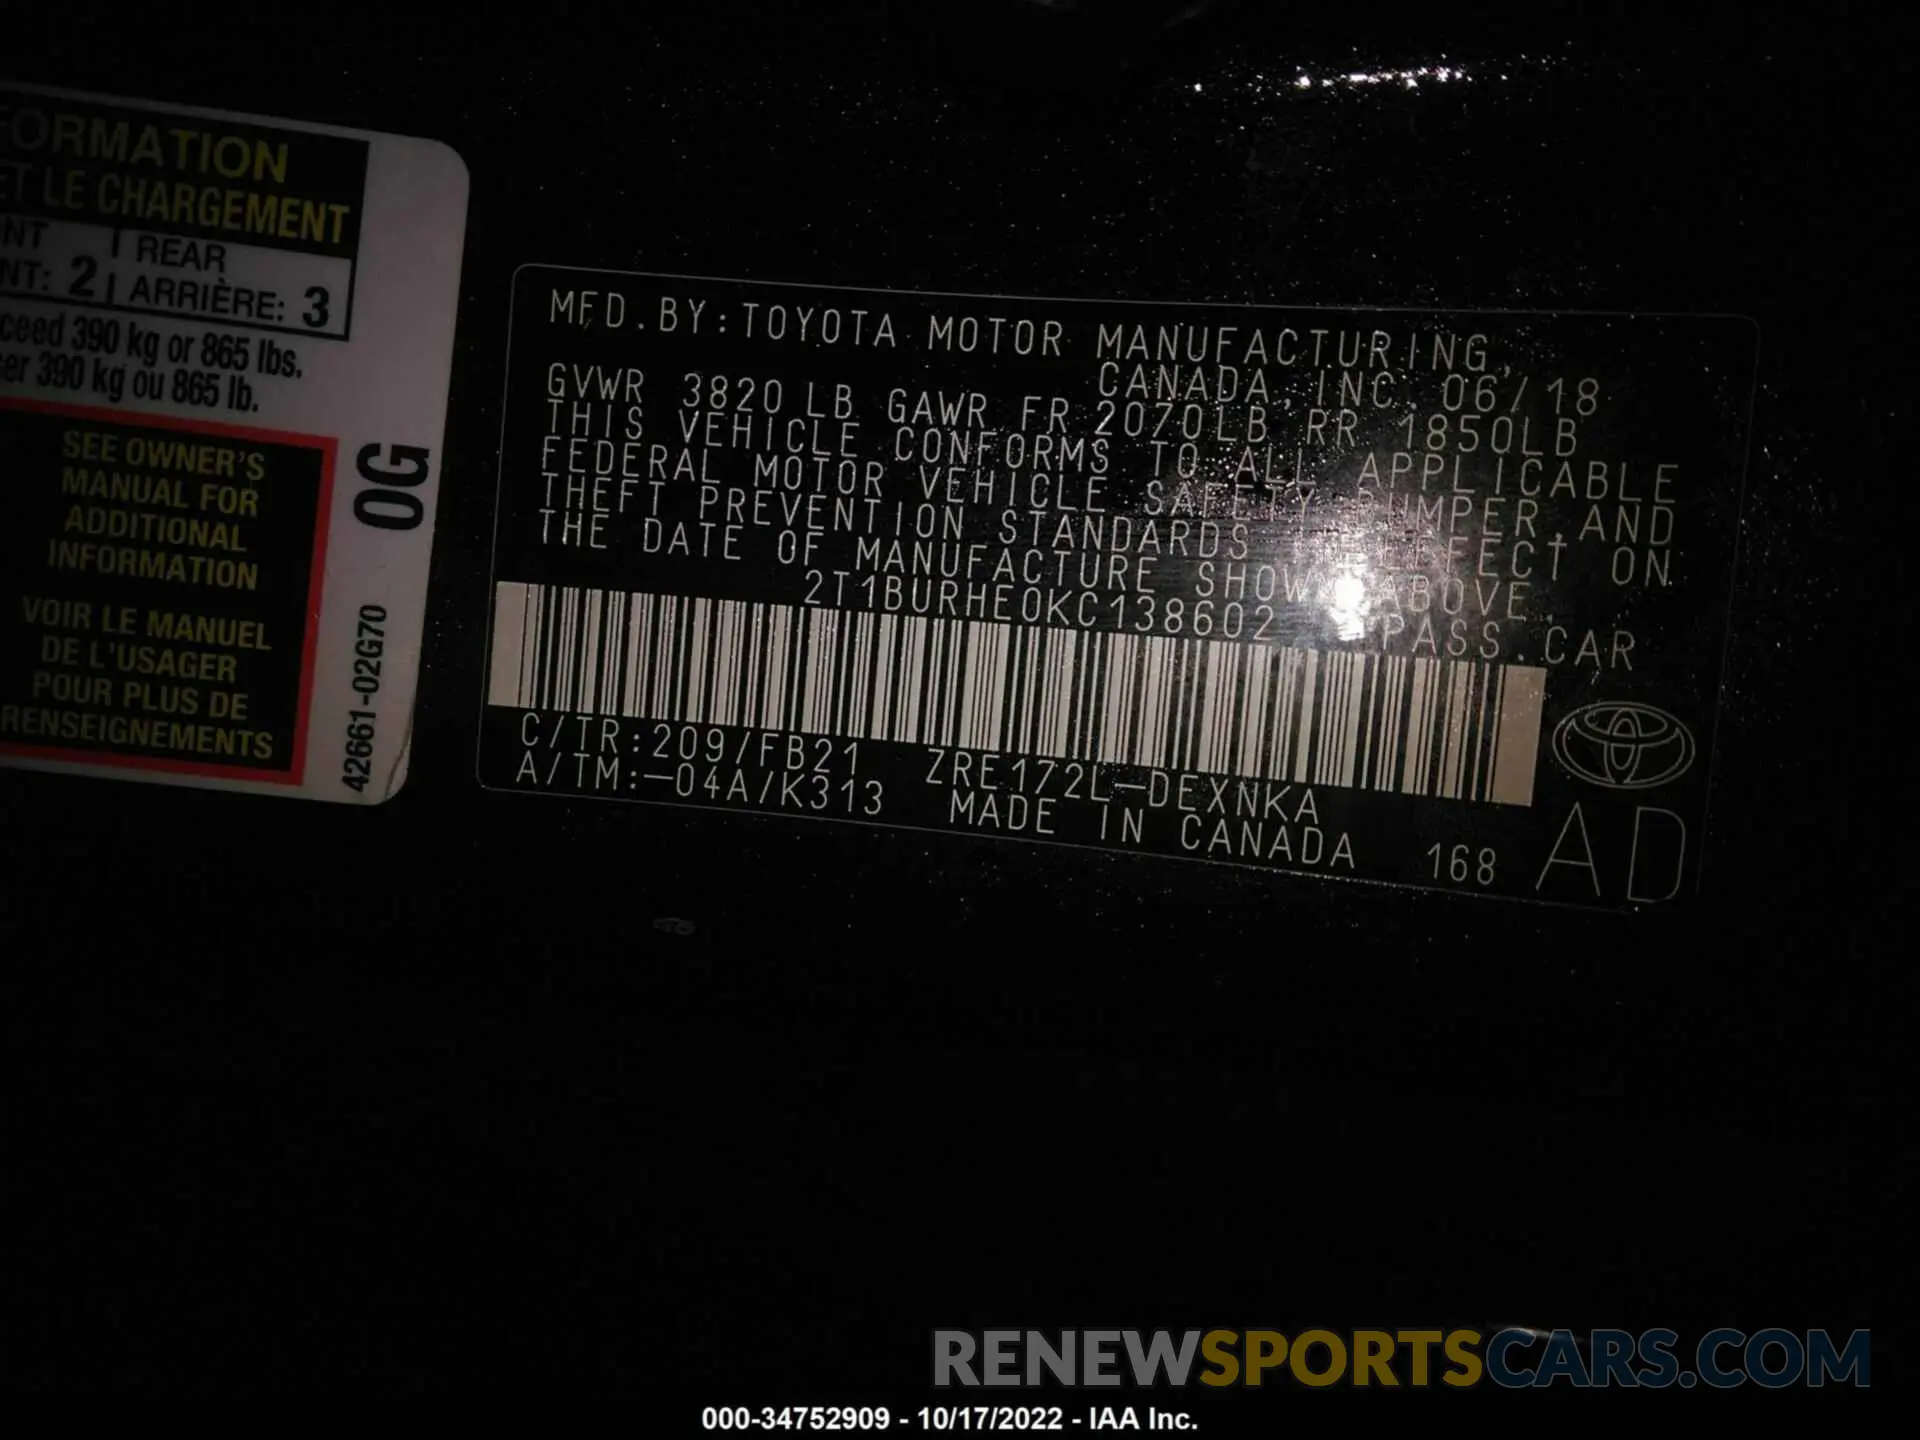 FORMATION
ET LE CHARGEMENT
NT | REAR
NT: 2 | ARRIÈRE: 3
ceed 390 kg or 865 lbs.
er 390 kg ou 865 lb.
SEE OWNER'S
MANUAL FOR
ADDITIONAL
INFORMATION
VOIR LE MANUEL
DE L'USAGER
POUR PLUS DE
RENSEIGNEMENTS
0G
42661-02G70
MFD.BY:TOYOTA MOTOR MANUFACTURING,
CANADA,INC. 06/18
GVWR 3820LB GAWR FR 2070LB RR 1850LB
THIS VEHICLE CONFORMS TO ALL APPLICABLE
FEDERAL MOTOR VEHICLE SAFETY,BUMPER,AND
THEFT PREVENTION STANDARDS EFFECT ON
THE DATE OF MANUFACTURE SHOWN ABOVE.
2T1BURHE0KC138602 PASS.CAR
C/TR:209/FB21 ZRE172L-DEXNKA
A/TM:-04A/K313 MADE IN CANADA 168
AD
RENEWSPORTSCARS.COM
000-34752909 - 10/17/2022 - IAA Inc.